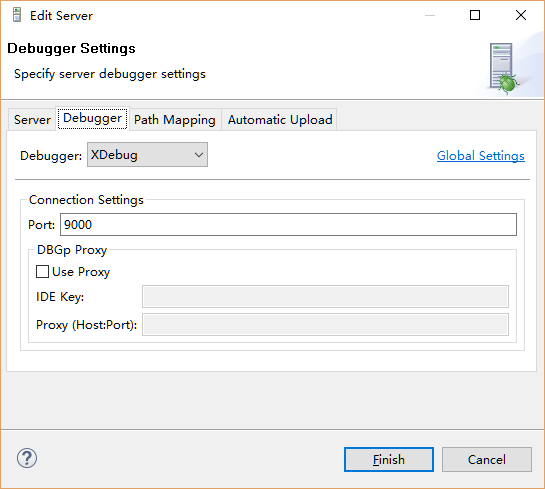 Edit Server
Debugger Settings
Specify server debugger settings
Server Debugger Path Mapping Automatic Upload
Debugger: XDebug Global Settings
Connection Settings
Port: 9000
DBGp Proxy
Use Proxy
IDE Key:
Proxy (Host:Port):
? Finish Cancel